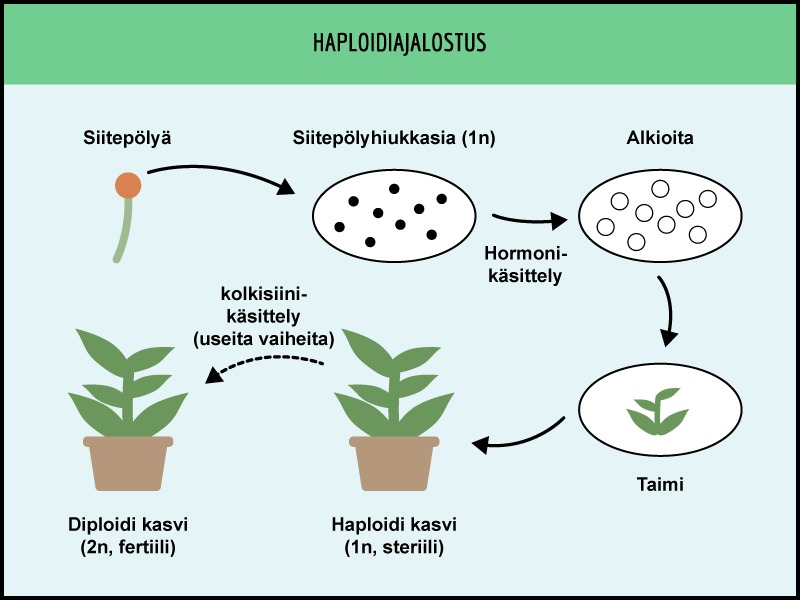 HAPLOIDIAJALOSTUS
Siitepölyä
Siitepölyhiukkasia (1n)
Alkioita
Hormoni-
käsittely
kolkisiini-
käsittely
(useita vaiheita)
Taimi
Diploidi kasvi
(2n, fertiili)
Haploidi kasvi
(1n, steriili)